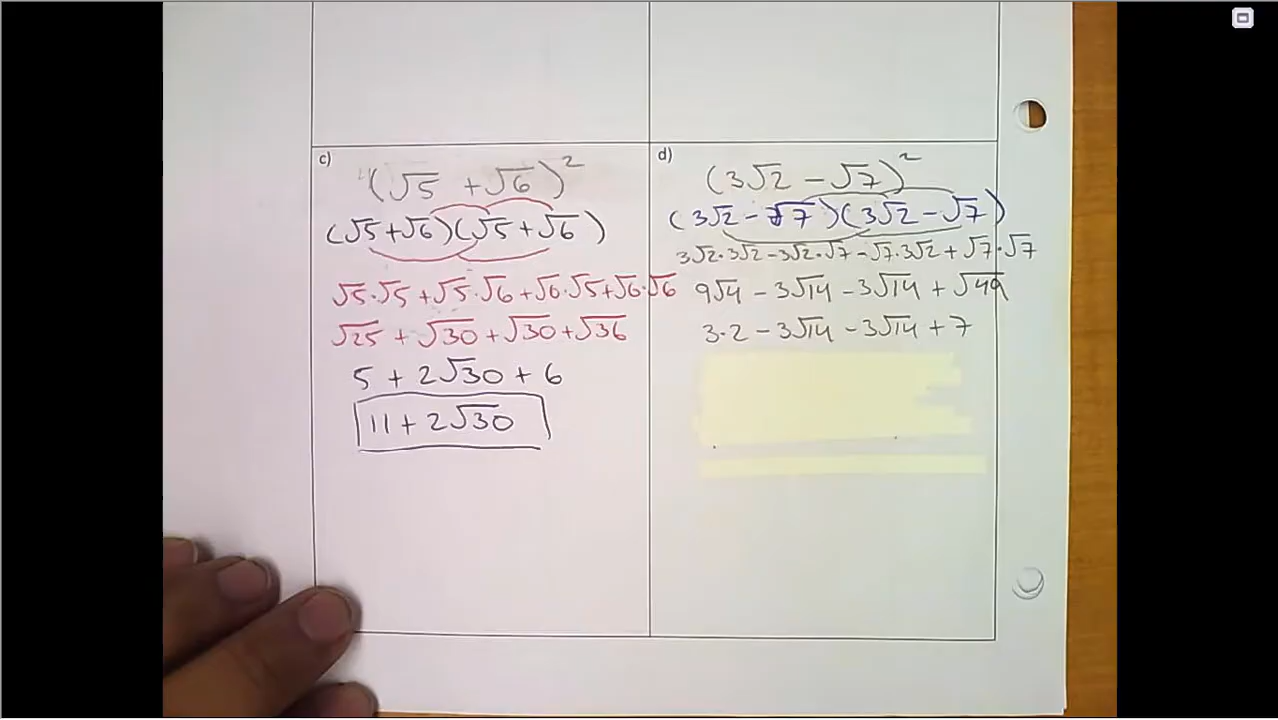 c)
(√5 + √6)²
(√5+√6)(√5+√6)
√5·√5 + √5·√6 + √6·√5 + √6·√6
√25 + √30 + √30 + √36
5 + 2√30 + 6
11 + 2√30
d)
(3√2 − √7)²
(3√2 − √7)(3√2 − √7)
3√2·3√2 − 3√2·√7 − √7·3√2 + √7·√7
9√4 − 3√14 − 3√14 + √49
3·2 − 3√14 − 3√14 + 7